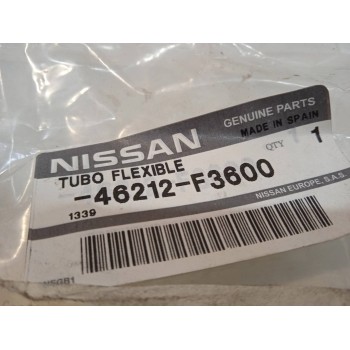 GENUINE PARTS
MADE IN SPAIN
NISSAN
QTY
1
TUBO FLEXIBLE
-46212-F3600
1339
NISSAN EUROPE, S.A.S.